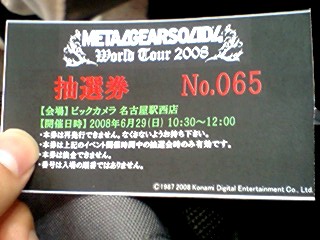 METAL GEAR SOLID
World Tour 2008
抽選券 No.065
【会場】ビックカメラ 名古屋駅西店
【開催日時】2008年6月29日(日) 10:30~12:00
・本券は再発行できません。なくさないようお持ち下さい。
・本券は上記のイベント開催時間中の抽選会時のみ有効です。
・本券は換金できません。
・番号は入場の順番ではありません。
©1987 2008 Konami Digital Entertainment Co., Ltd.